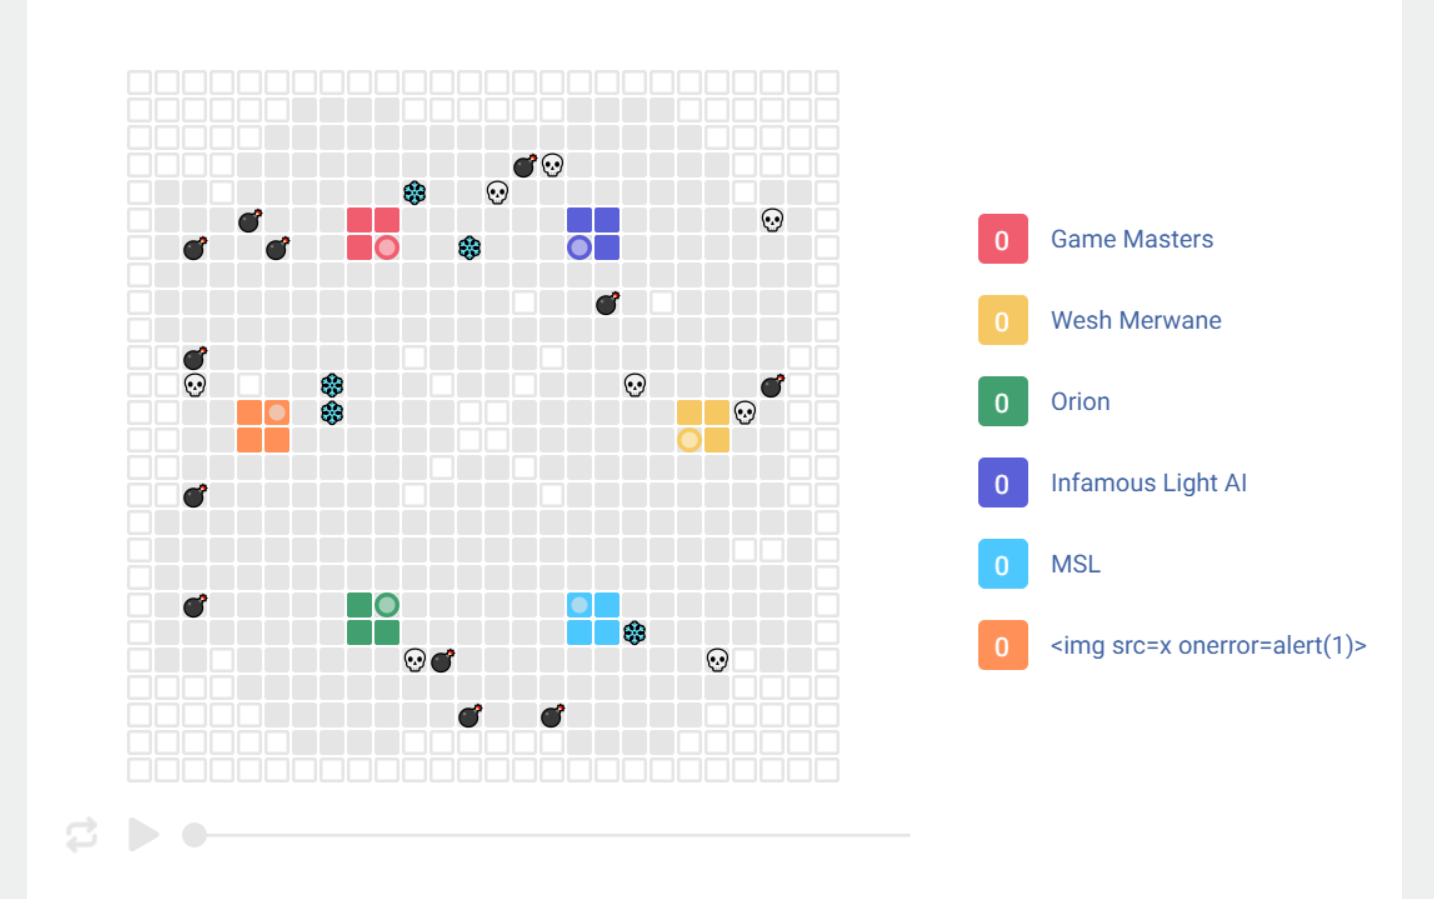 0 Game Masters
0 Wesh Merwane
0 Orion
0 Infamous Light AI
0 MSL
0 <img src=x onerror=alert(1)>